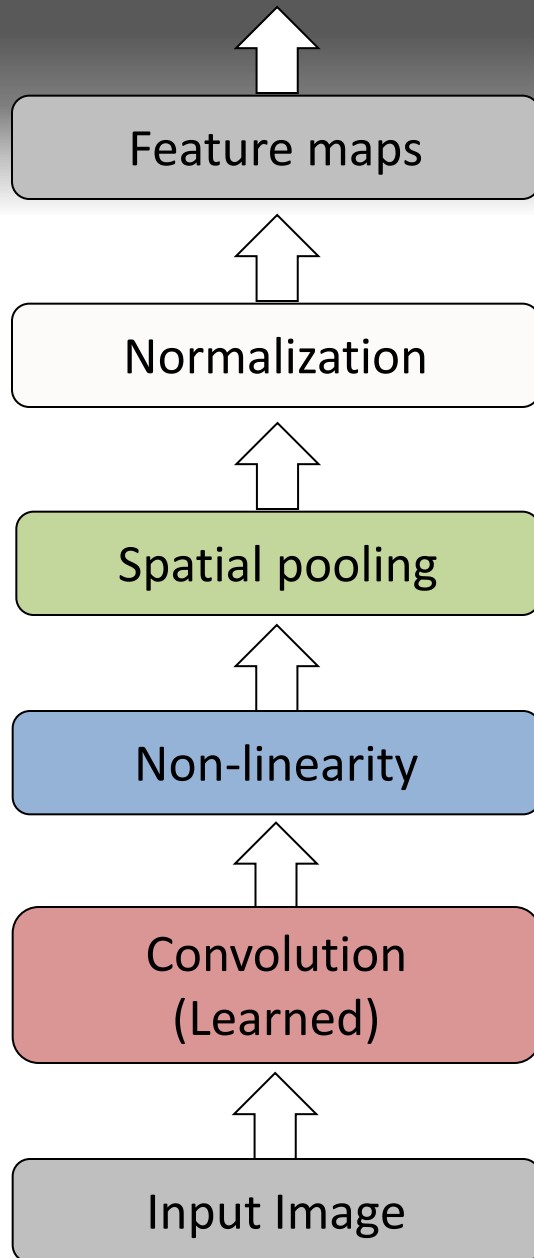 Feature maps
Normalization
Spatial pooling
Non-linearity
Convolution
(Learned)
Input Image